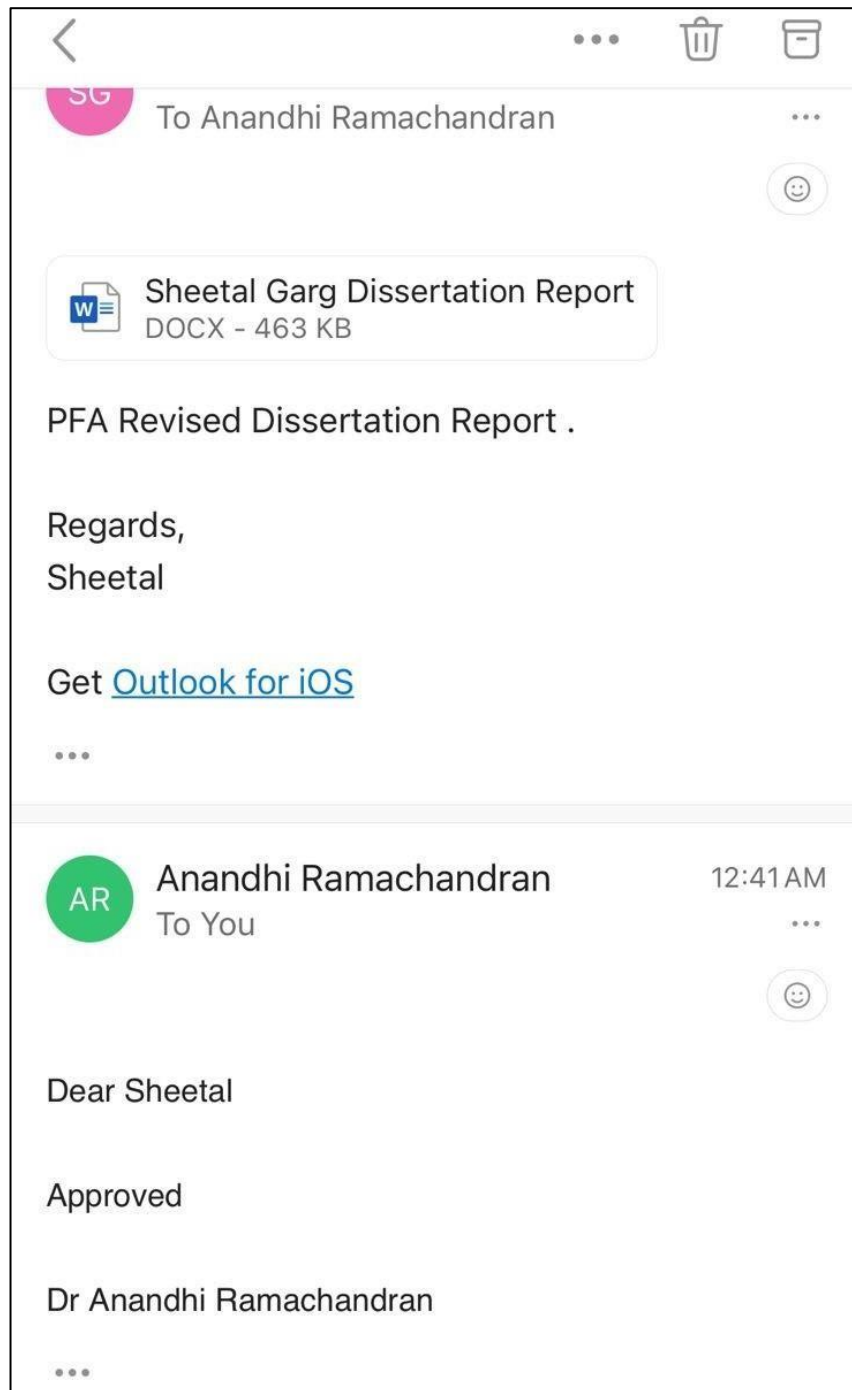 SG
To Anandhi Ramachandran
W
Sheetal Garg Dissertation Report
DOCX - 463 KB
PFA Revised Dissertation Report .
Regards,
Sheetal
Get Outlook for iOS
AR
Anandhi Ramachandran
12:41 AM
To You
Dear Sheetal
Approved
Dr Anandhi Ramachandran